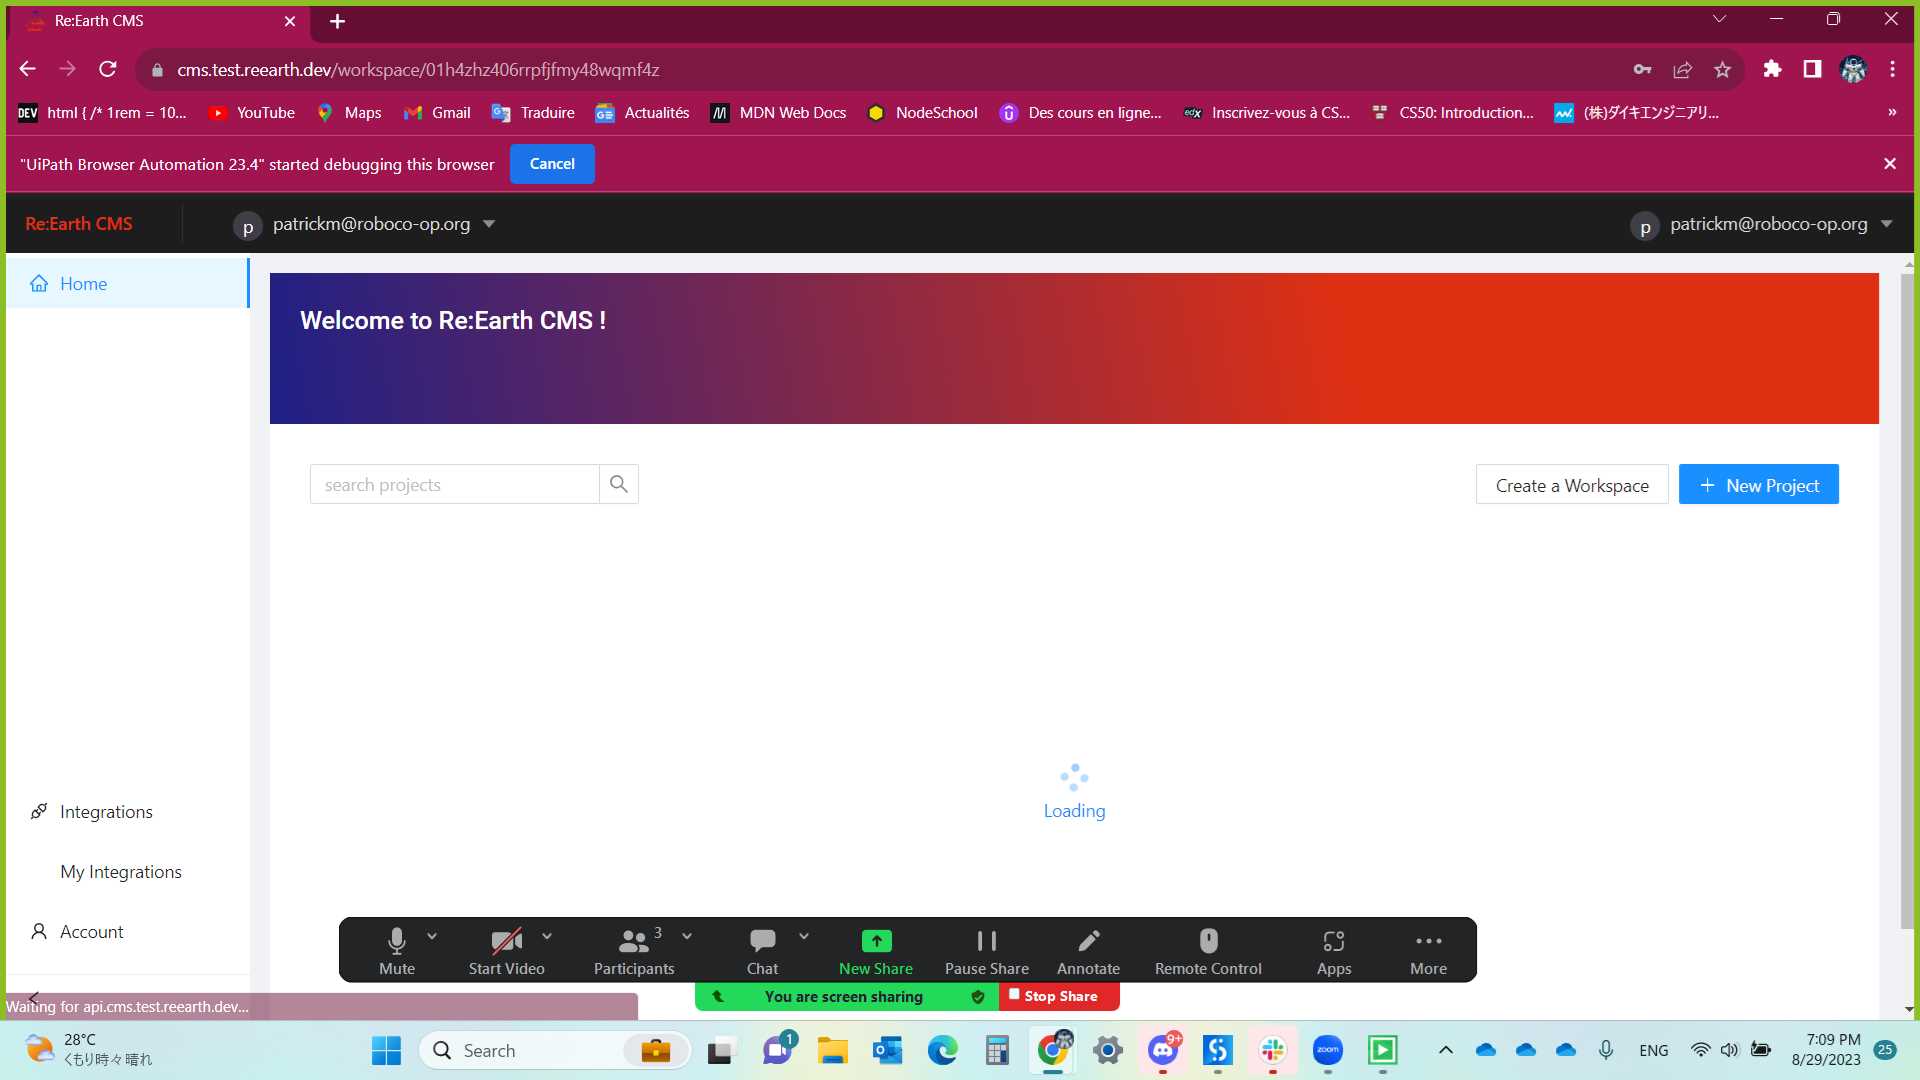 Re:Earth CMS
cms.test.reearth.dev/workspace/01h4zhz406rrpfjfmy48wqmf4z
DEV html { /* 1rem = 10... YouTube Maps Gmail Traduire Actualités MDN Web Docs NodeSchool Des cours en ligne... edX Inscrivez-vous à CS... CS50: Introduction... (株)ダイキエンジニアリ... »
"UiPath Browser Automation 23.4" started debugging this browser Cancel
Re:Earth CMS p patrickm@roboco-op.org p patrickm@roboco-op.org
Home
Welcome to Re:Earth CMS !
search projects Create a Workspace + New Project
Loading
Integrations
My Integrations
Account
3
Mute Start Video Participants Chat New Share Pause Share Annotate Remote Control Apps More
You are screen sharing Stop Share
Waiting for api.cms.test.reearth.dev...
28°C
くもり時々晴れ
Search 1 9+ zoom ENG
7:09 PM
8/29/2023
25